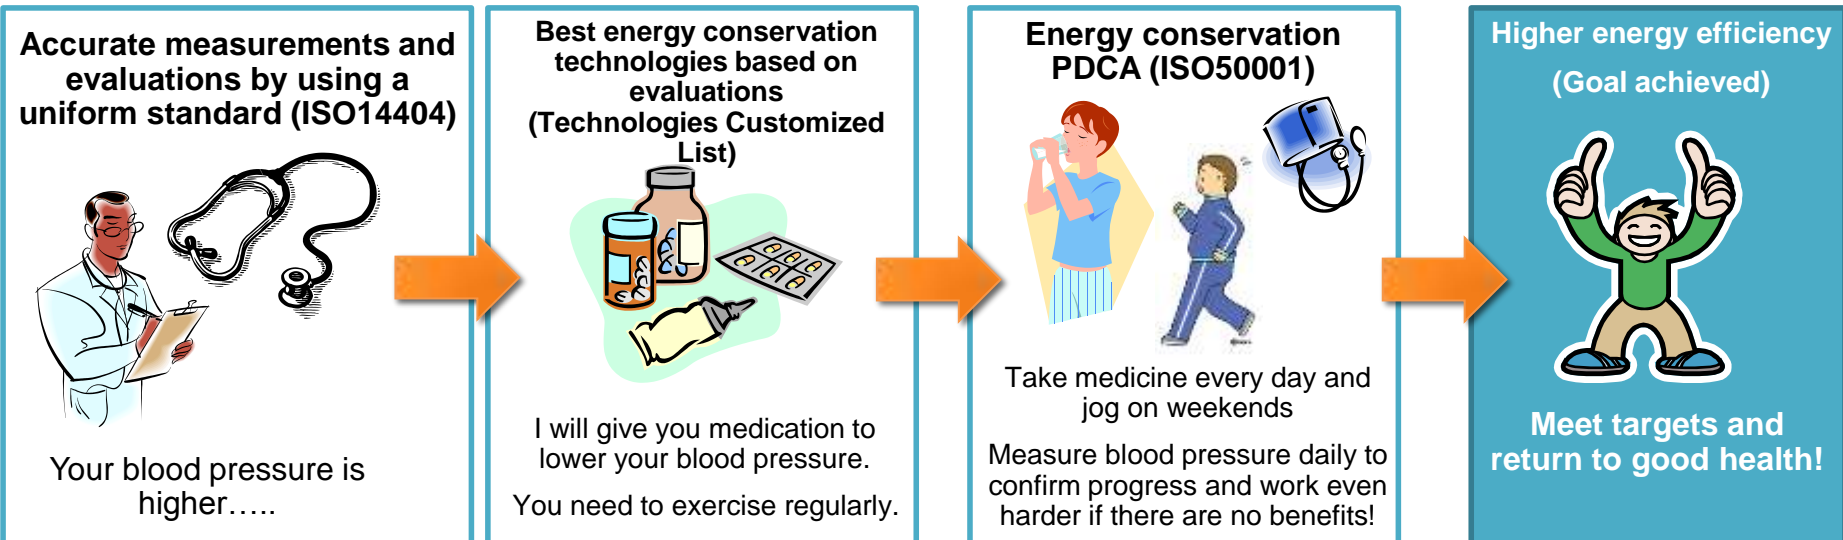 Accurate measurements and
evaluations by using a
uniform standard (ISO14404)
Your blood pressure is
higher…..
Best energy conservation
technologies based on
evaluations
(Technologies Customized
List)
I will give you medication to
lower your blood pressure.
You need to exercise regularly.
Energy conservation
PDCA (ISO50001)
Take medicine every day and
jog on weekends
Measure blood pressure daily to
confirm progress and work even
harder if there are no benefits!
Higher energy efficiency
(Goal achieved)
Meet targets and
return to good health!